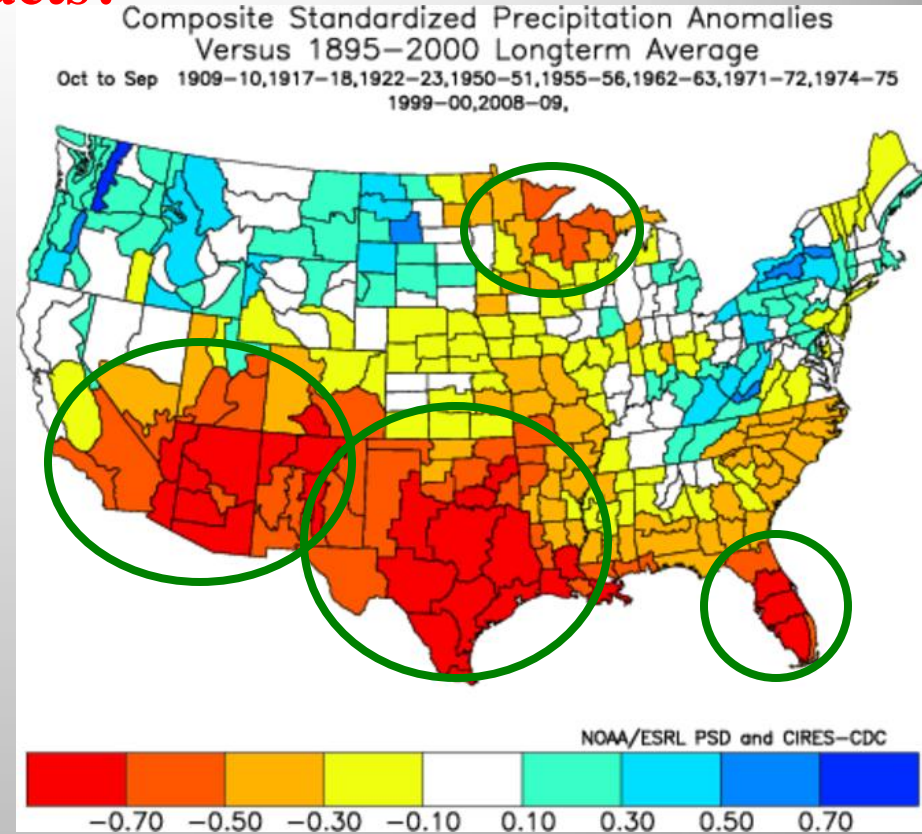 Composite Standardized Precipitation Anomalies
Versus 1895-2000 Longterm Average
Oct to Sep 1909-10,1917-18,1922-23,1950-51,1955-56,1962-63,1971-72,1974-75
1999-00,2008-09,
NOAA/ESRL PSD and CIRES-CDC
-0.70 -0.50 -0.30 -0.10 0.10 0.30 0.50 0.70